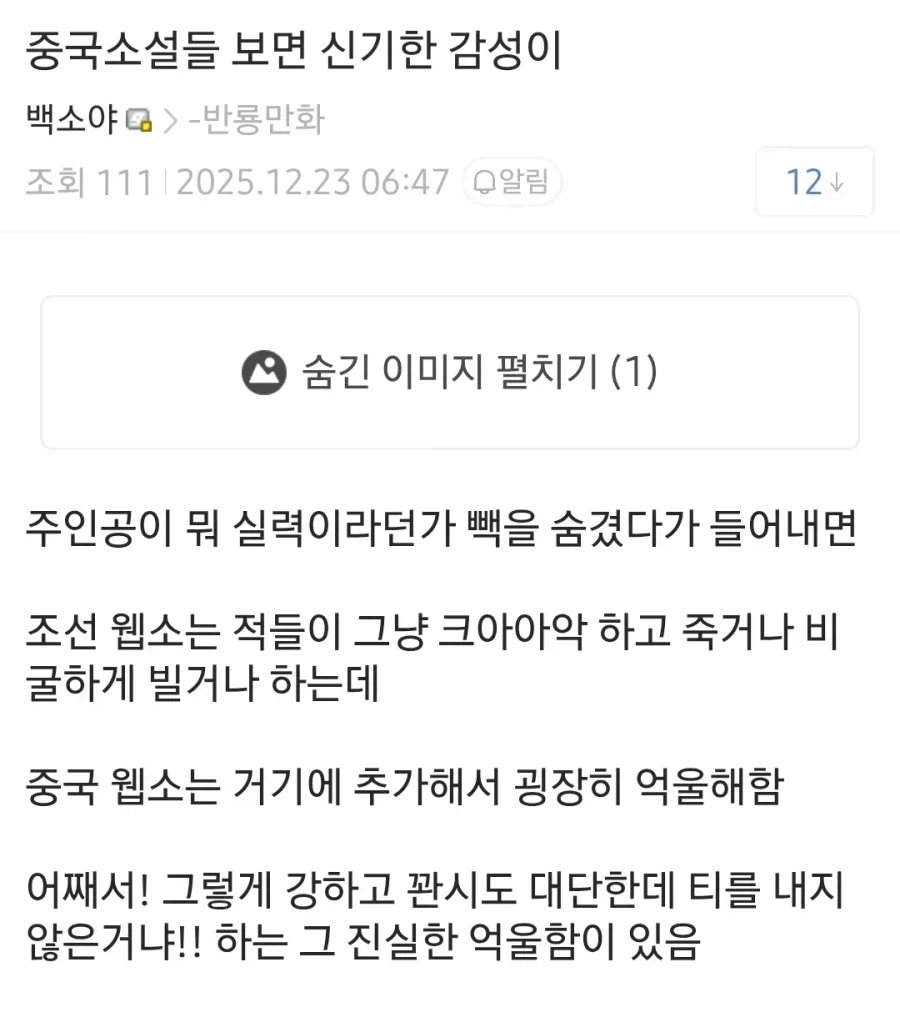 중국소설들 보면 신기한 감성이
백소야 > -반룡만화
조회 111 | 2025.12.23 06:47 알림
12↓
숨긴 이미지 펼치기 (1)
주인공이 뭐 실력이라던가 빽을 숨겼다가 들어내면
조선 웹소는 적들이 그냥 크아아악 하고 죽거나 비
굴하게 빌거나 하는데
중국 웹소는 거기에 추가해서 굉장히 억울해함
어째서! 그렇게 강하고 꽌시도 대단한데 티를 내지
않은거냐!! 하는 그 진실한 억울함이 있음